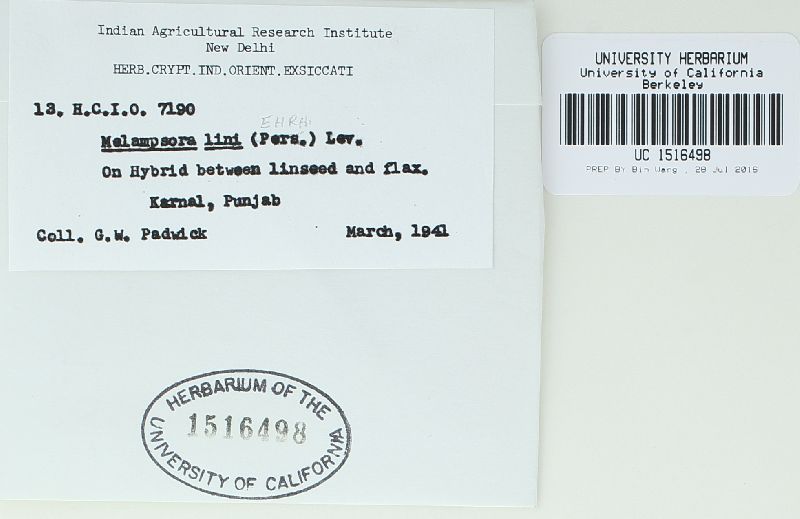 Indian Agricultural Research Institute
New Delhi
HERB.CRYPT.IND.ORIENT.EXSICCATI
13. H.C.I.O. 7190
EHRH
Melampsora lini (Pers.) Lev.
On Hybrid between linseed and flax.
Karnal, Punjab
Coll. G.W. Padwick March, 1941
HERBARIUM OF THE
1516498
UNIVERSITY OF CALIFORNIA
UNIVERSITY HERBARIUM
University of California
Berkeley
UC 1516498
PREP BY Bin Wang , 28 Jul 2016